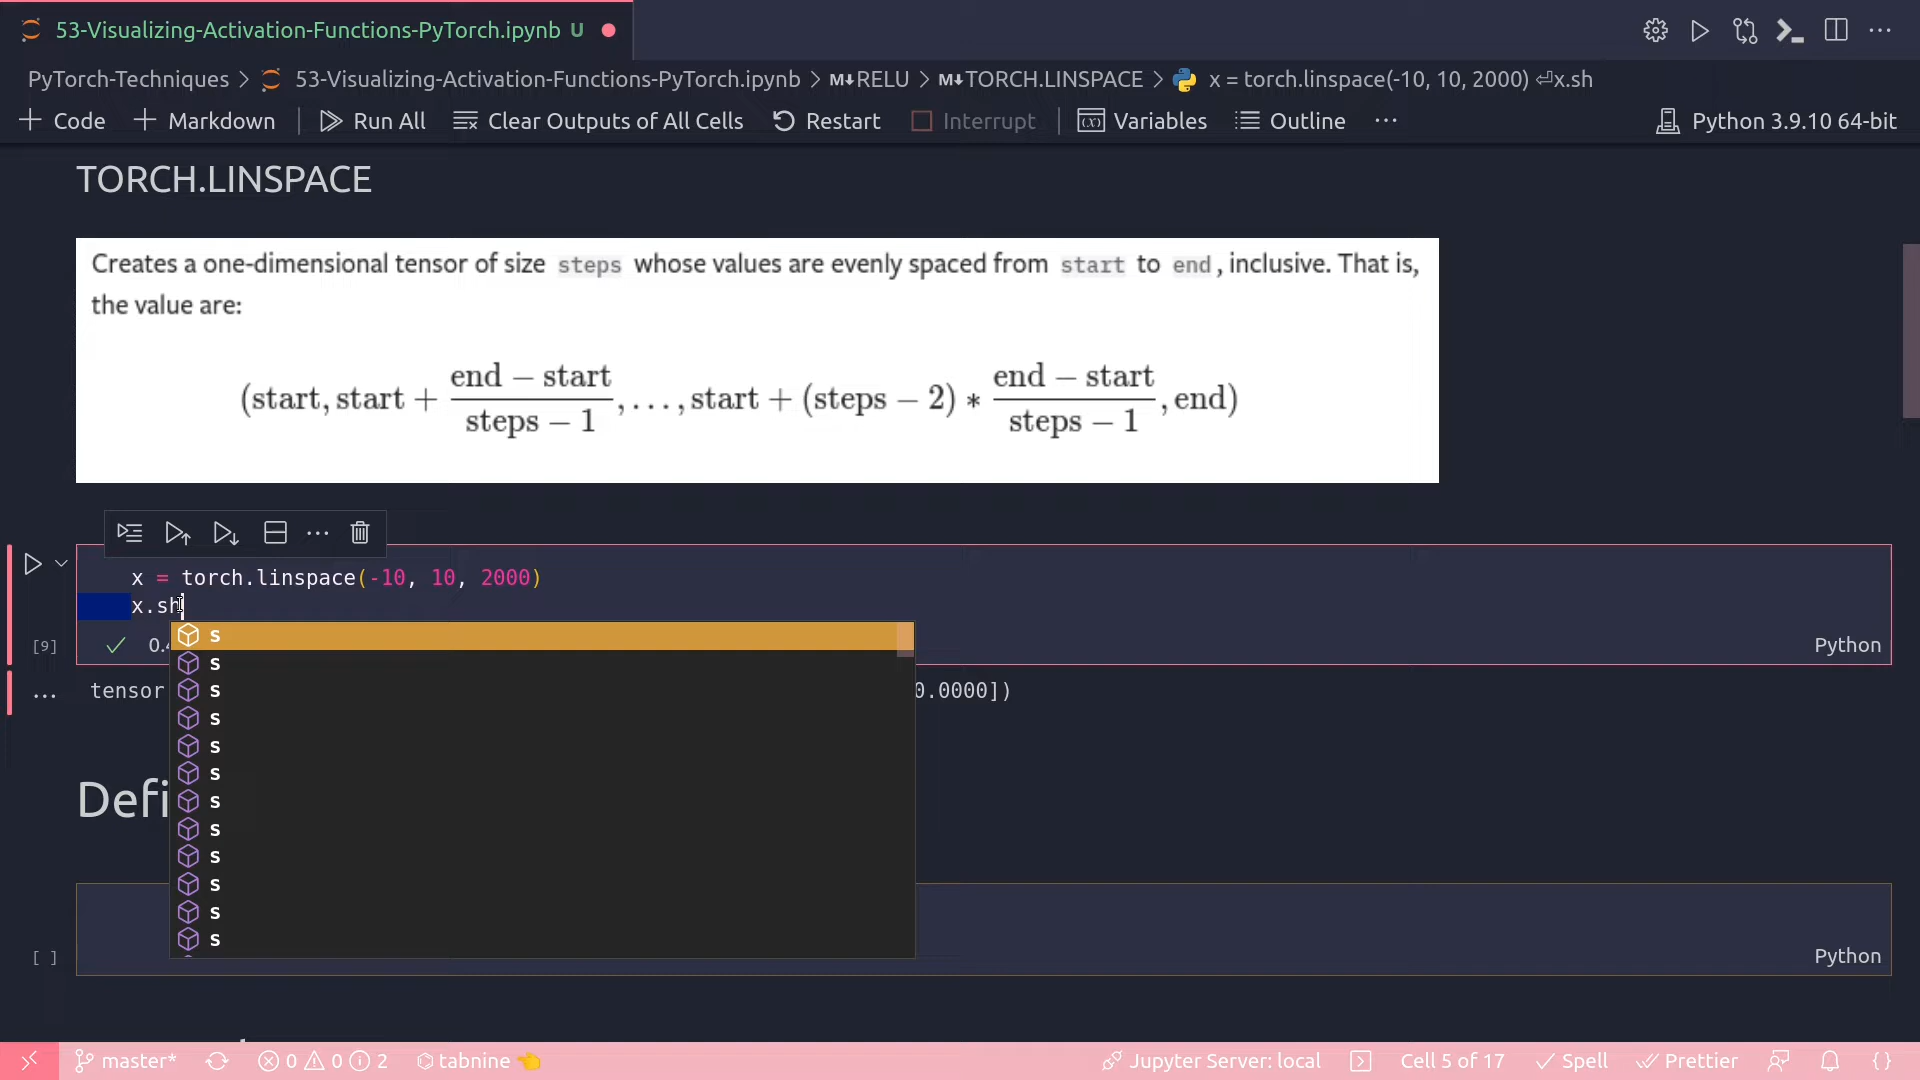 53-Visualizing-Activation-Functions-PyTorch.ipynb U
PyTorch-Techniques > 53-Visualizing-Activation-Functions-PyTorch.ipynb > M↓RELU > M↓TORCH.LINSPACE > x = torch.linspace(-10, 10, 2000) ⏎x.sh
+ Code + Markdown Run All Clear Outputs of All Cells Restart Interrupt Variables Outline ... Python 3.9.10 64-bit
TORCH.LINSPACE
Creates a one-dimensional tensor of size steps whose values are evenly spaced from start to end, inclusive. That is,
the value are:
(start, start + (end − start)/(steps − 1), ..., start + (steps − 2) * (end − start)/(steps − 1), end)
x = torch.linspace(-10, 10, 2000)
x.sh
s
[9] ✓ 0. Python
s
tensor 0.0000])
s
s
s
s
s
Defi
s
s
s
s
s
s
[ ] Python
master* 0 0 2 tabnine 👈 Jupyter Server: local Cell 5 of 17 Spell Prettier